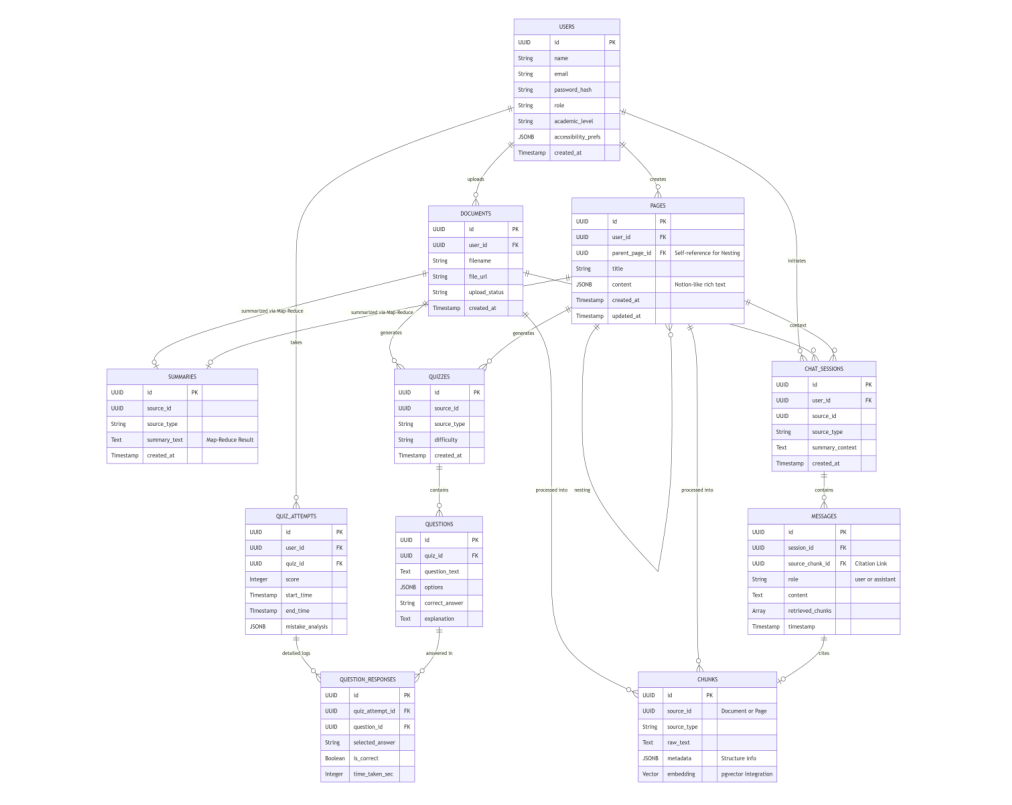 USERS
UUID id PK
String name
String email
String password_hash
String role
String academic_level
JSONB accessibility_prefs
Timestamp created_at
uploads
creates
DOCUMENTS
UUID id PK
UUID user_id FK
String filename
String file_url
String upload_status
Timestamp created_at
PAGES
UUID id PK
UUID user_id FK
UUID parent_page_id FK Self-reference for Nesting
String title
JSONB content Notion-like rich text
Timestamp created_at
Timestamp updated_at
initiates
summarized via Map-Reduce
summarized via Map-Reduce
takes
generates
generates
context
SUMMARIES
UUID id PK
UUID source_id
String source_type
Text summary_text Map-Reduce Result
Timestamp created_at
QUIZZES
UUID id PK
UUID source_id
String source_type
String difficulty
Timestamp created_at
CHAT_SESSIONS
UUID id PK
UUID user_id FK
UUID source_id
String source_type
Text summary_context
Timestamp created_at
contains
processed into
nesting
processed into
contains
QUIZ_ATTEMPTS
UUID id PK
UUID user_id FK
UUID quiz_id FK
Integer score
Timestamp start_time
Timestamp end_time
JSONB mistake_analysis
QUESTIONS
UUID id PK
UUID quiz_id FK
Text question_text
JSONB options
String correct_answer
Text explanation
MESSAGES
UUID id PK
UUID session_id FK
UUID source_chunk_id FK Citation Link
String role user or assistant
Text content
Array retrieved_chunks
Timestamp timestamp
detailed logs
answered in
cites
QUESTION_RESPONSES
UUID id PK
UUID quiz_attempt_id FK
UUID question_id FK
String selected_answer
Boolean is_correct
Integer time_taken_sec
CHUNKS
UUID id PK
UUID source_id Document or Page
String source_type
Text raw_text
JSONB metadata Structure info
Vector embedding pgvector integration